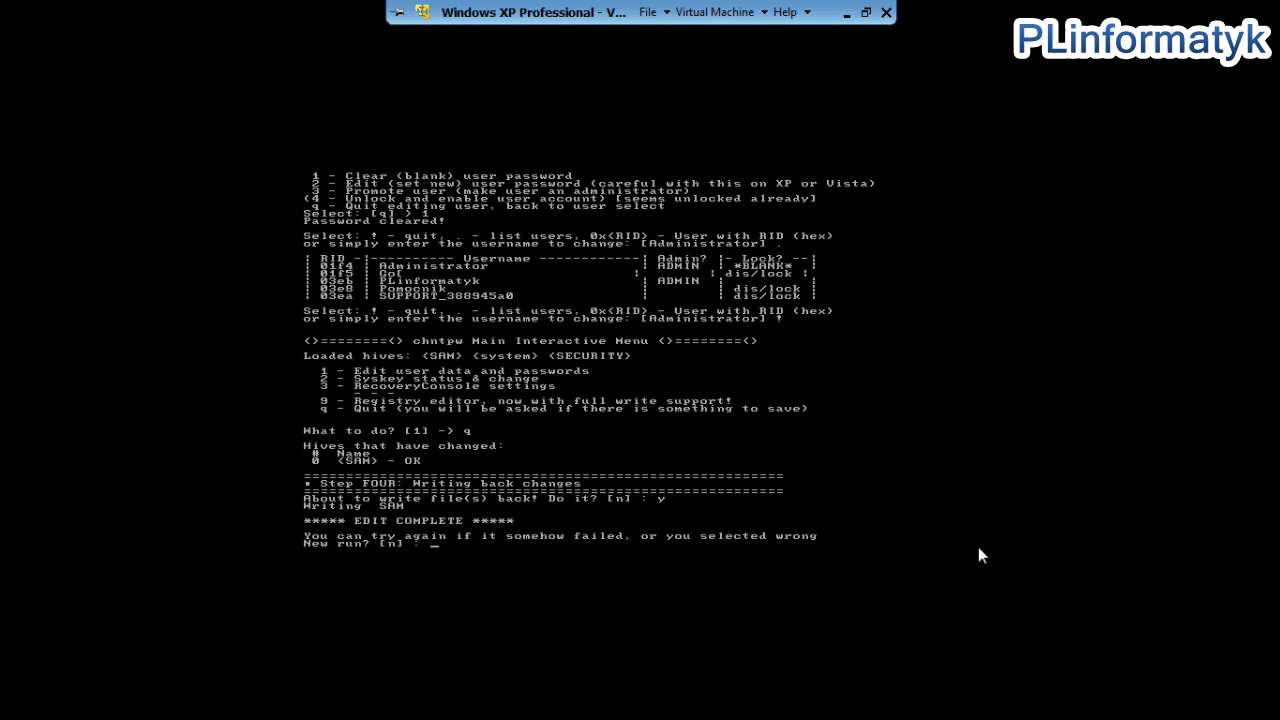 Windows XP Professional - V... File Virtual Machine Help
PLinformatyk
1 - Clear (blank) user password
2 - Edit (set new) user password (careful with this on XP or Vista)
3 - Promote user (make user an administrator)
(4 - Unlock and enable user account) [seems unlocked already]
q - Quit editing user, back to user select
Select: [q] > 1
Password cleared!
Select: ! - quit, . - list users, 0x<RID> - User with RID (hex)
or simply enter the username to change: [Administrator] .
| RID -|---------- Username ------------| Admin? |- Lock? --|
| 01f4 | Administrator | ADMIN | *BLANK* |
| 01f5 | Go[ | | dis/lock |
| 03eb | PLinformatyk | ADMIN |
| 03e8 | Pomocnik | | dis/lock |
| 03ea | SUPPORT_388945a0 | | dis/lock |
Select: ! - quit, . - list users, 0x<RID> - User with RID (hex)
or simply enter the username to change: [Administrator] !
<>========<> chntpw Main Interactive Menu <>========<>
Loaded hives: <SAM> <system> <SECURITY>
1 - Edit user data and passwords
2 - Syskey status & change
3 - RecoveryConsole settings
- - -
9 - Registry editor, now with full write support!
q - Quit (you will be asked if there is something to save)
What to do? [1] -> q
Hives that have changed:
# Name
0 <SAM> - OK
=========================================================
* Step FOUR: Writing back changes
=========================================================
About to write file(s) back! Do it? [n] : y
Writing SAM
***** EDIT COMPLETE *****
You can try again if it somehow failed, or you selected wrong
New run? [n] : _